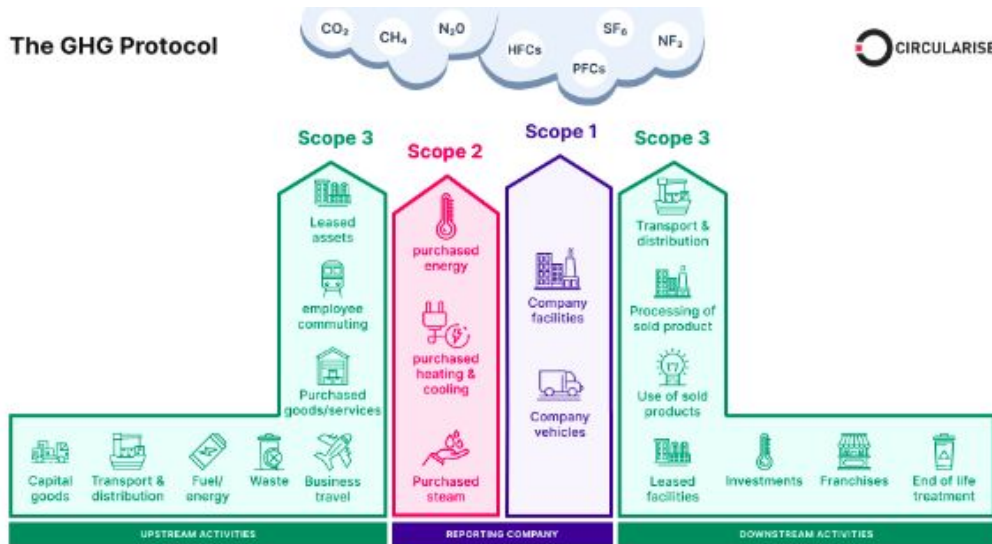 The GHG Protocol
CO₂
CH₄
N₂O
HFCs
PFCs
SF₆
NF₃
CIRCULARISE
Scope 3
Leased
assets
employee
commuting
Purchased
goods/services
Capital
goods
Transport &
distribution
Fuel/
energy
Waste
Business
travel
UPSTREAM ACTIVITIES
Scope 2
purchased
energy
purchased
heating &
cooling
Purchased
steam
Scope 1
Company
facilities
Company
vehicles
REPORTING COMPANY
Scope 3
Transport &
distribution
Processing of
sold product
Use of sold
products
Leased
facilities
Investments
Franchises
End of life
treatment
DOWNSTREAM ACTIVITIES